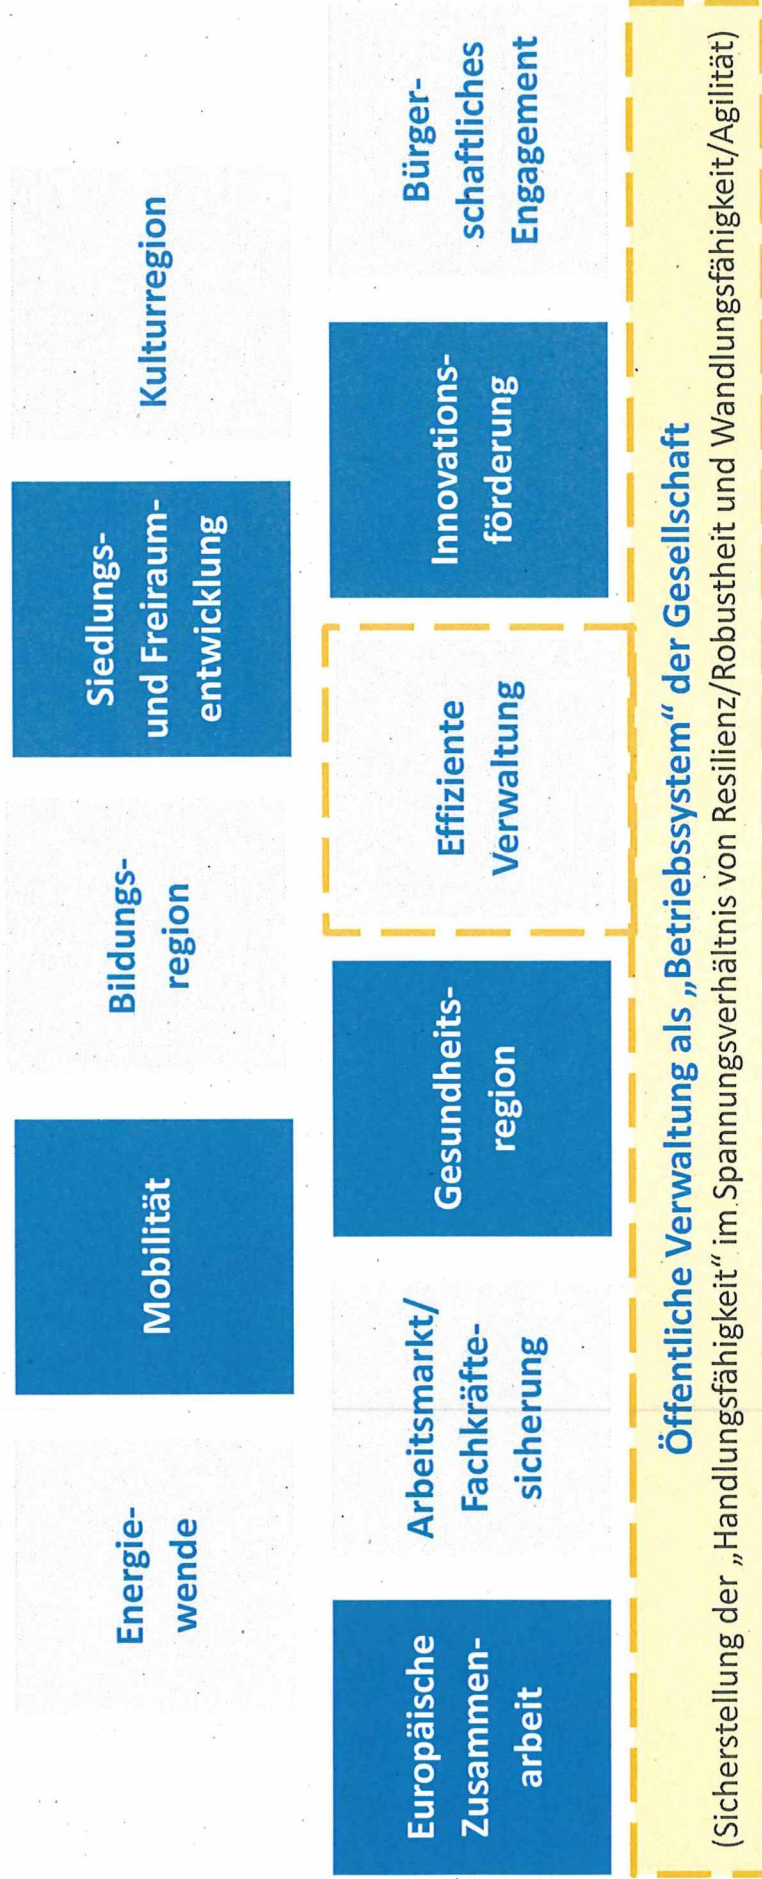 Energie-
wende
Mobilität
Bildungs-
region
Siedlungs-
und Freiraum-
entwicklung
Kulturregion
Europäische
Zusammen-
arbeit
Arbeitsmarkt/
Fachkräfte-
sicherung
Gesundheits-
region
Effiziente
Verwaltung
Innovations-
förderung
Bürger-
schaftliches
Engagement
Öffentliche Verwaltung als „Betriebssystem“ der Gesellschaft
(Sicherstellung der „Handlungsfähigkeit“ im Spannungsverhältnis von Resilienz/Robustheit und Wandlungsfähigkeit/Agilität)